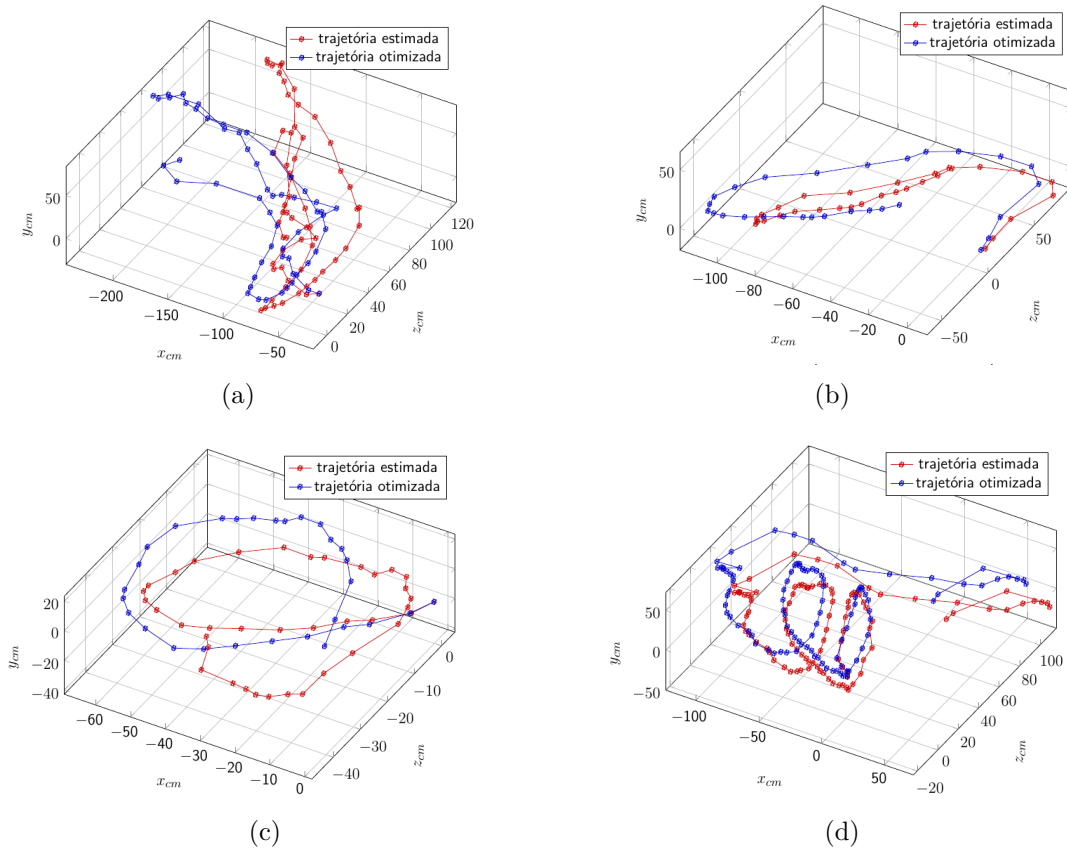 trajetória estimada
trajetória otimizada
50
0
y_cm
−200
−150
−100
−50
x_cm
0
20
40
60
80
100
120
z_cm
(a)
trajetória estimada
trajetória otimizada
50
0
y_cm
−100
−80
−60
−40
−20
0
x_cm
−50
0
50
z_cm
(b)
trajetória estimada
trajetória otimizada
20
0
−20
−40
y_cm
−60
−50
−40
−30
−20
−10
0
x_cm
−40
−30
−20
−10
0
z_cm
(c)
trajetória estimada
trajetória otimizada
50
0
−50
y_cm
−100
−50
0
50
x_cm
−20
0
20
40
60
80
100
z_cm
(d)